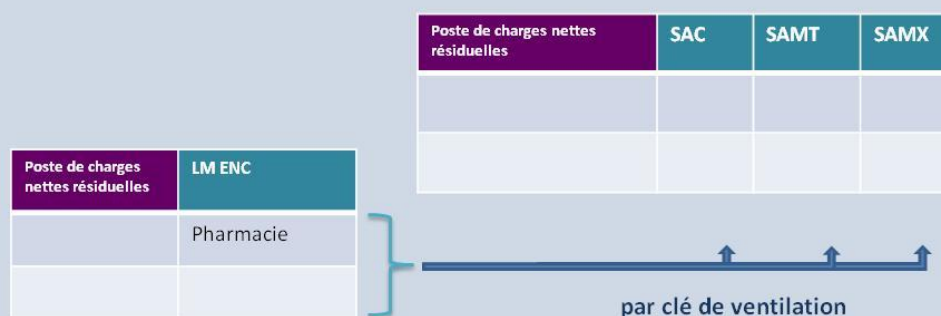 Poste de charges nettes
résiduelles
SAC
SAMT
SAMX
Poste de charges
nettes résiduelles
LM ENC
Pharmacie
par clé de ventilation